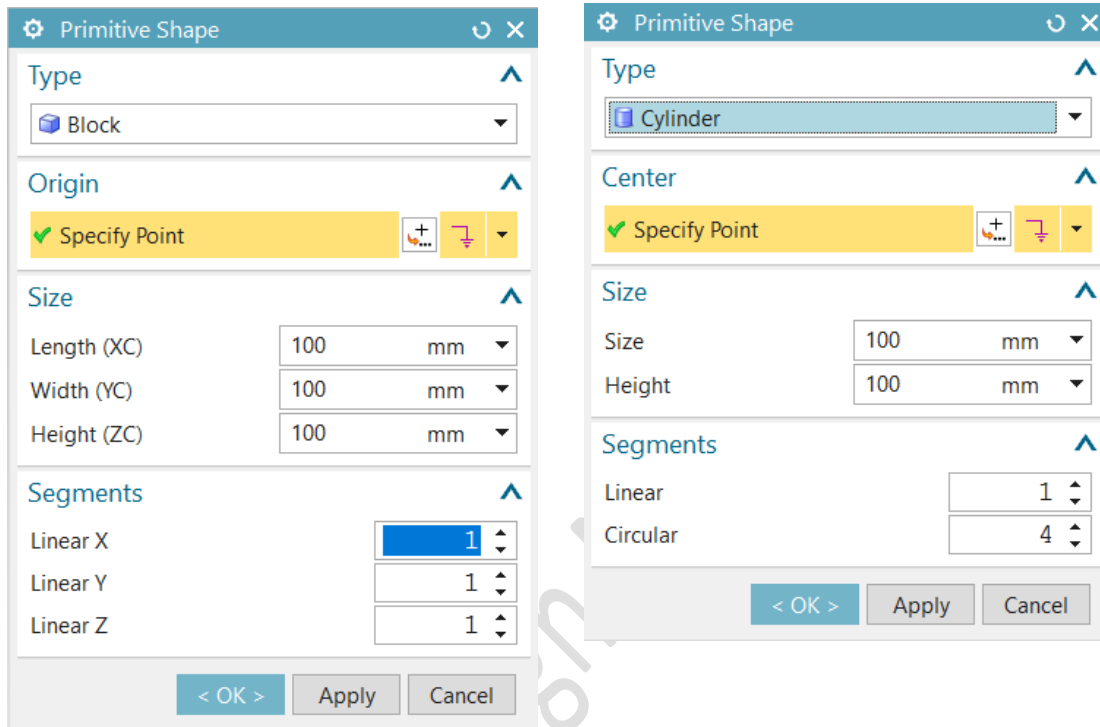 Primitive Shape
Type
Block
Origin
Specify Point
Size
Length (XC) 100 mm
Width (YC) 100 mm
Height (ZC) 100 mm
Segments
Linear X 1
Linear Y 1
Linear Z 1
< OK > Apply Cancel
Primitive Shape
Type
Cylinder
Center
Specify Point
Size
Size 100 mm
Height 100 mm
Segments
Linear 1
Circular 4
< OK > Apply Cancel